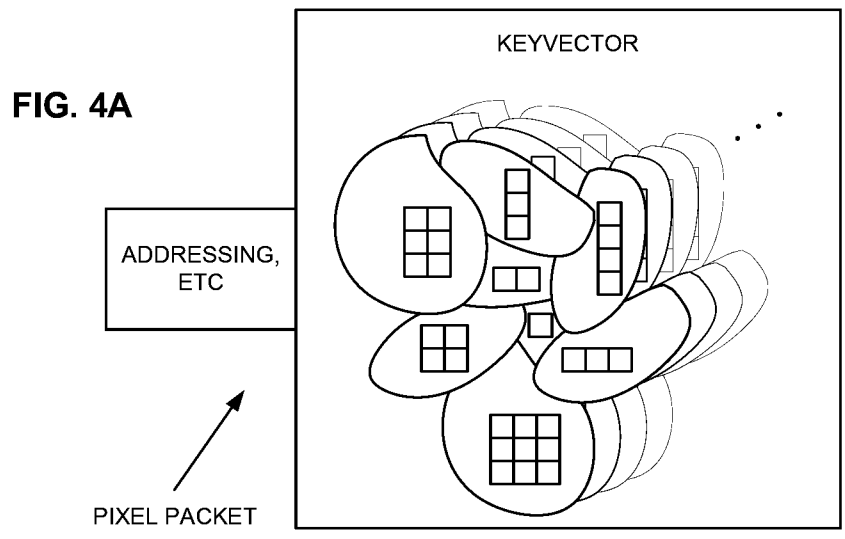 KEYVECTOR
FIG. 4A
ADDRESSING,
ETC
PIXEL PACKET